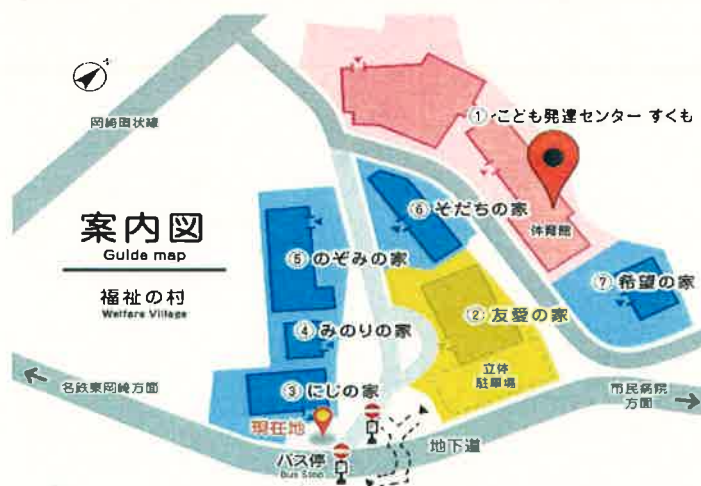 岡崎環状線
案内図
Guide map
福祉の村
Welfare Village
① こども発達センター すくも
体育館
⑥ そだちの家
⑤ のぞみの家
⑦ 希望の家
② 友愛の家
④ みのりの家
立体
駐車場
③ にじの家
名鉄東岡崎方面
市民病院
方面
現在地
地下道
バス停
Bus Stop